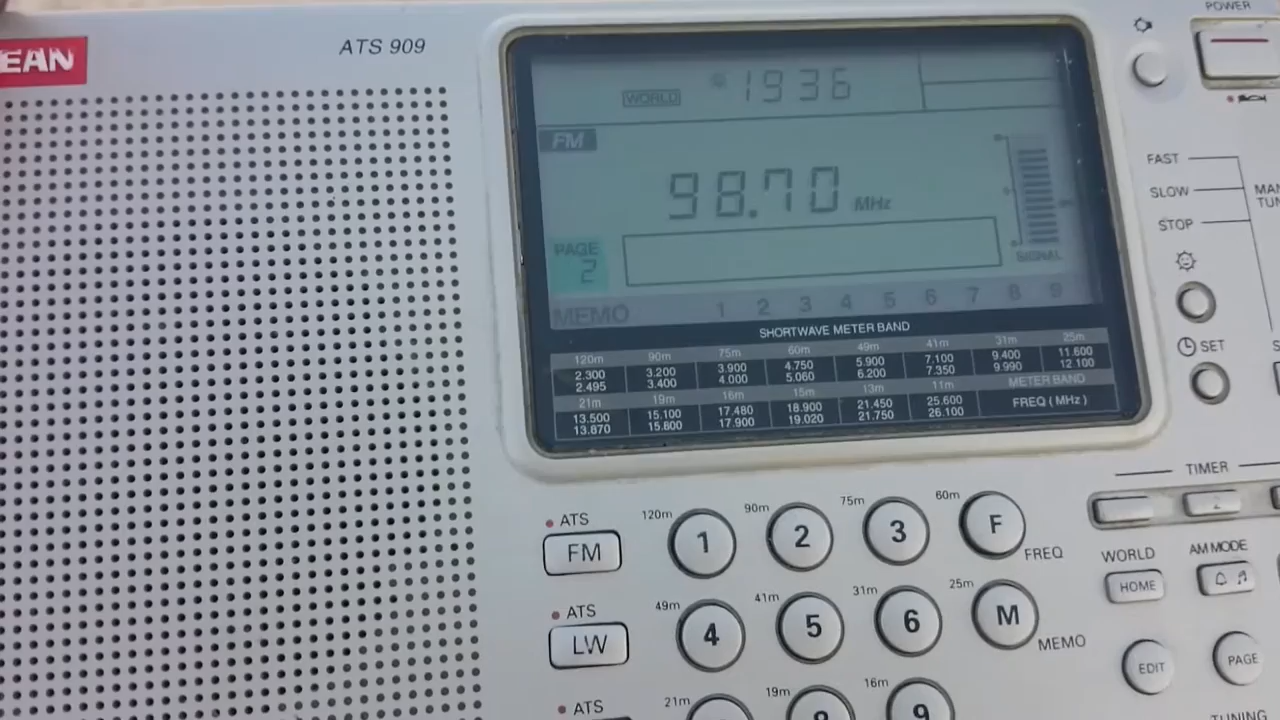 EAN
ATS 909
POWER
WORLD 1936
FM
98.70 MHz
PAGE
2
SIGNAL
MEMO 1 2 3 4 5 6 7 8 9
SHORTWAVE METER BAND
120m 90m 75m 60m 49m 41m 31m 25m
2.300 3.200 3.900 4.750 5.900 7.100 9.400 11.600
2.495 3.400 4.000 5.060 6.200 7.350 9.990 12.100
21m 19m 16m 15m 13m 11m METER BAND
13.500 15.100 17.480 18.900 21.450 25.600 FREQ ( MHz )
13.870 15.800 17.900 19.020 21.750 26.100
FAST
SLOW
STOP
MAN
TUN
SET
S
TIMER
ATS
FM
120m 1
90m 2
75m 3
60m F
FREQ
WORLD
HOME
AM MODE
ATS
LW
49m 4
41m 5
31m 6
25m M
MEMO
EDIT
PAGE
ATS
21m
19m 8
16m 9
TUNING